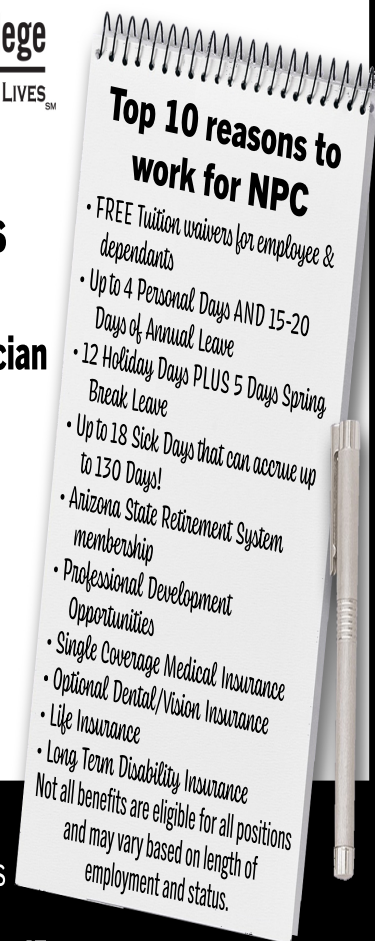 ege
LIVES SM
Top 10 reasons to
work for NPC
• FREE Tuition waivers for employee &
dependants
• Up to 4 Personal Days AND 15-20
Days of Annual Leave
• 12 Holiday Days PLUS 5 Days Spring
Break Leave
• Up to 18 Sick Days that can accrue up
to 130 Days!
• Arizona State Retirement System
membership
• Professional Development
Opportunities
• Single Coverage Medical Insurance
• Optional Dental/Vision Insurance
• Life Insurance
• Long Term Disability Insurance
Not all benefits are eligible for all positions
and may vary based on length of
employment and status.
s
cian
s